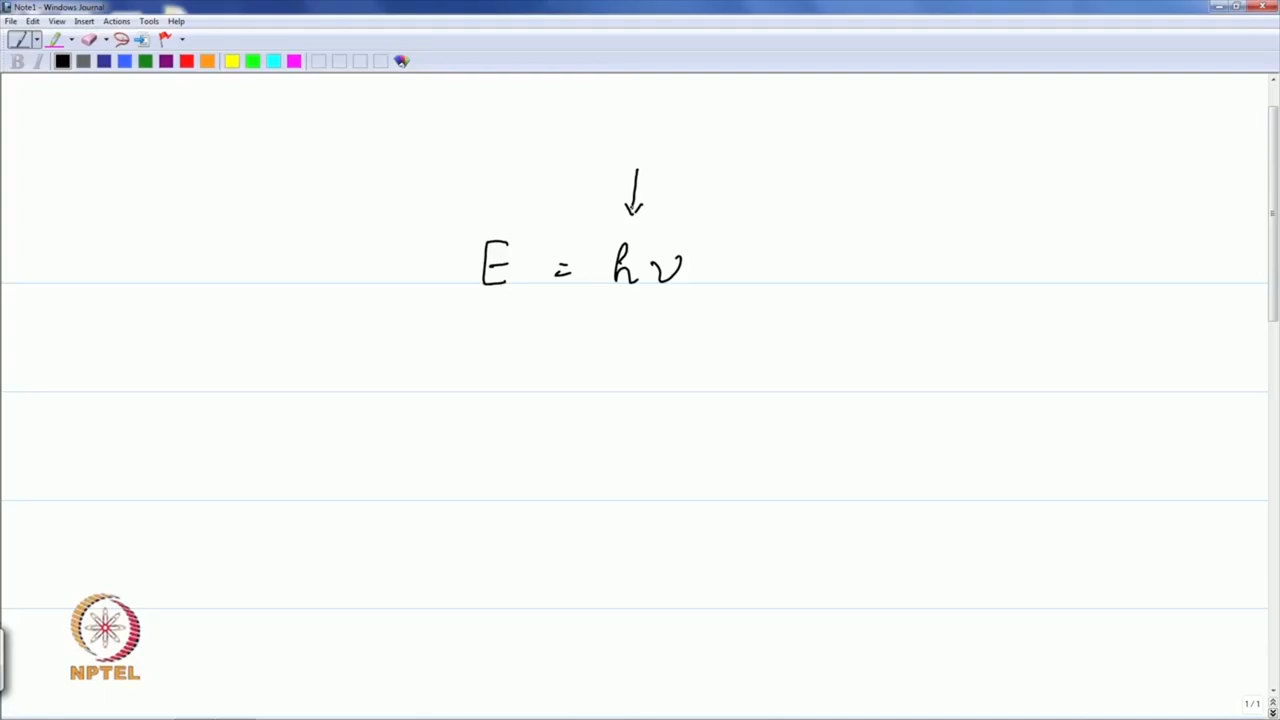 Note1 - Windows Journal
File Edit View Insert Actions Tools Help
B I
E = hν
NPTEL
1/1